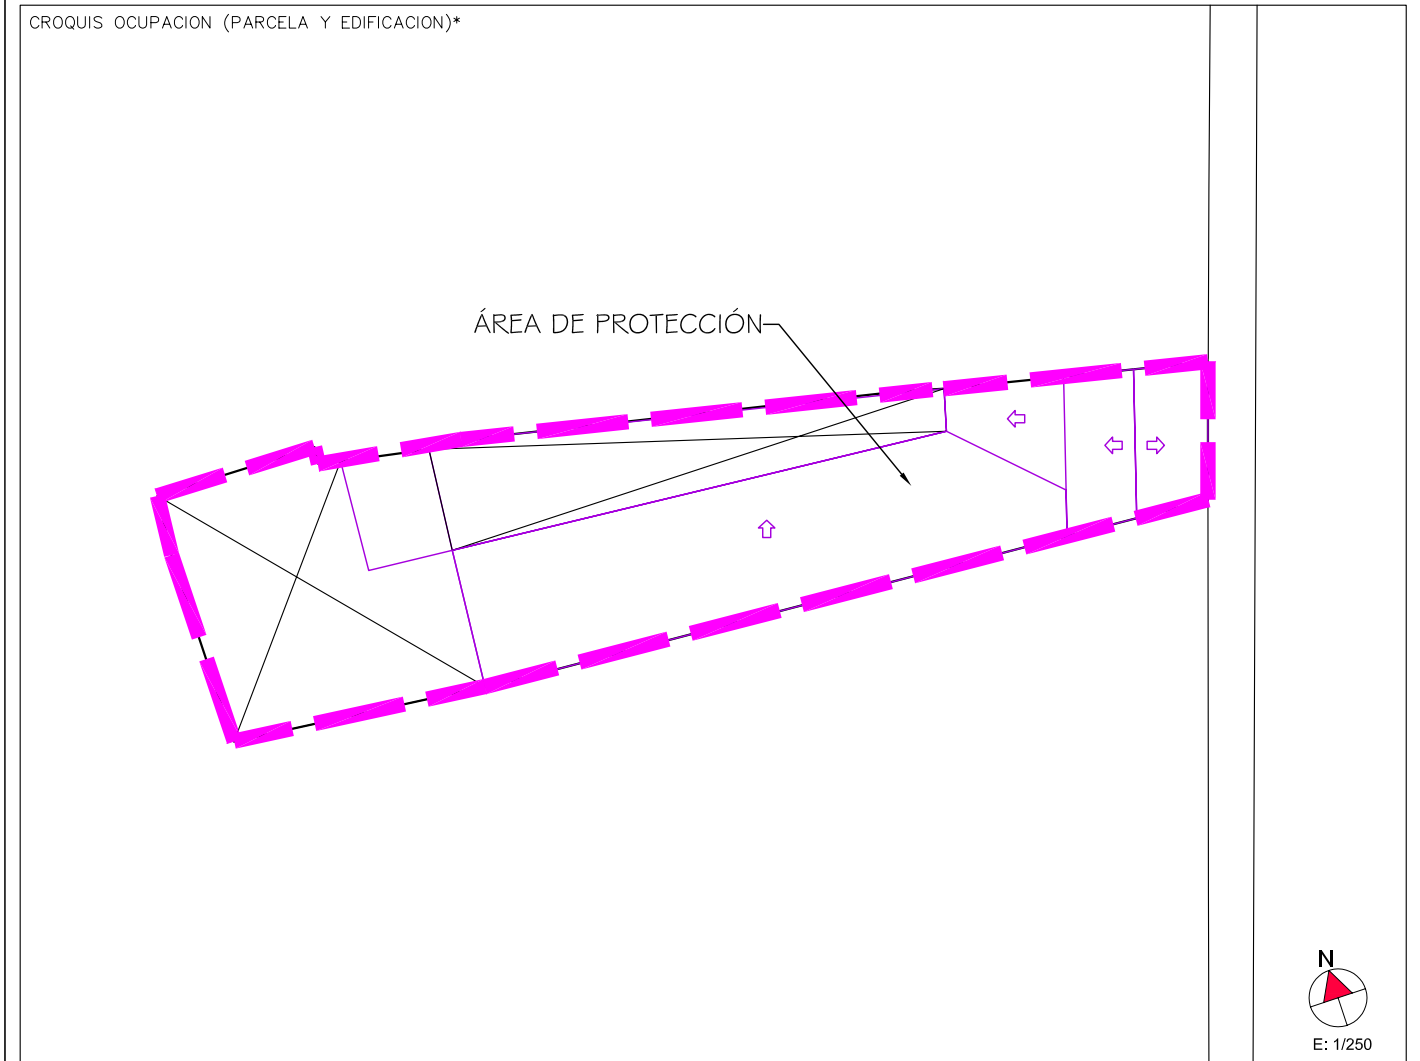 CROQUIS OCUPACION (PARCELA Y EDIFICACION)*
ÁREA DE PROTECCIÓN
N
E: 1/250